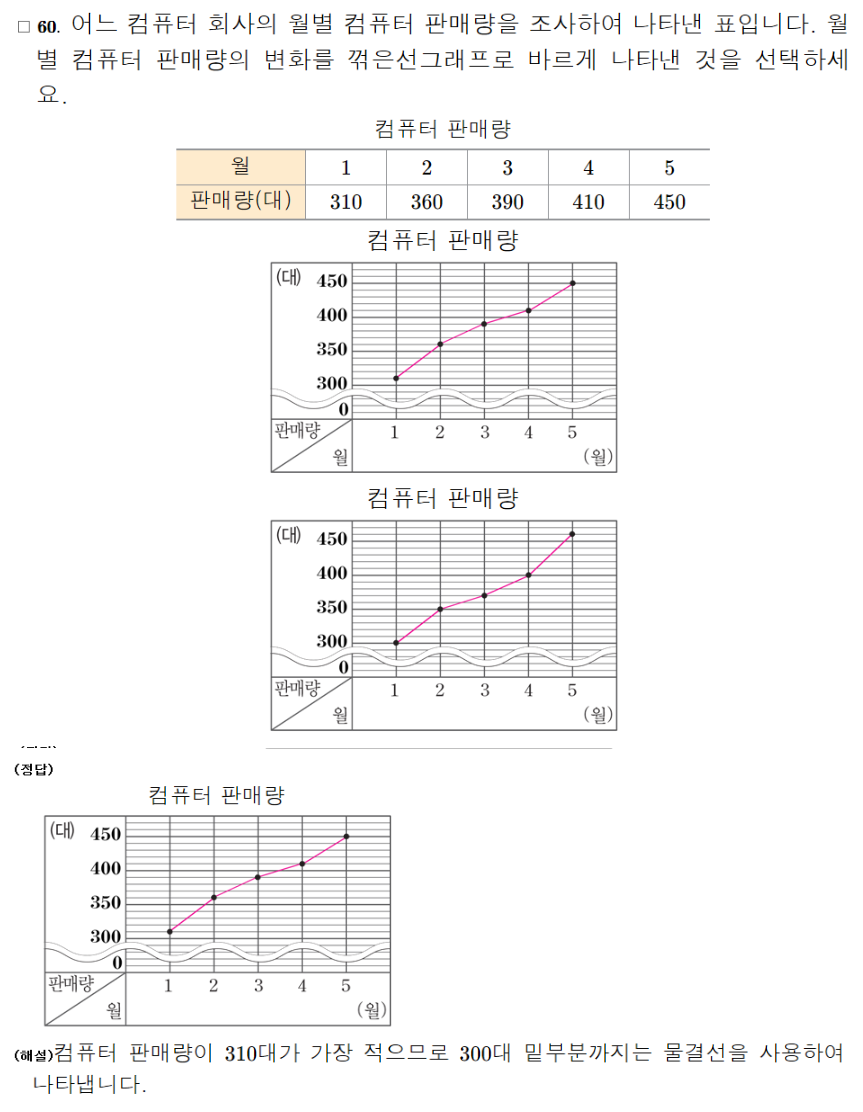 □ 60. 어느 컴퓨터 회사의 월별 컴퓨터 판매량을 조사하여 나타낸 표입니다. 월
별 컴퓨터 판매량의 변화를 꺾은선그래프로 바르게 나타낸 것을 선택하세
요.
컴퓨터 판매량
월 1 2 3 4 5
판매량(대) 310 360 390 410 450
컴퓨터 판매량
(대) 450
400
350
300
0
판매량 1 2 3 4 5
월 (월)
컴퓨터 판매량
(대) 450
400
350
300
0
판매량 1 2 3 4 5
월 (월)
(정답)
컴퓨터 판매량
(대) 450
400
350
300
0
판매량 1 2 3 4 5
월 (월)
(해설)컴퓨터 판매량이 310대가 가장 적으므로 300대 밑부분까지는 물결선을 사용하여
나타냅니다.